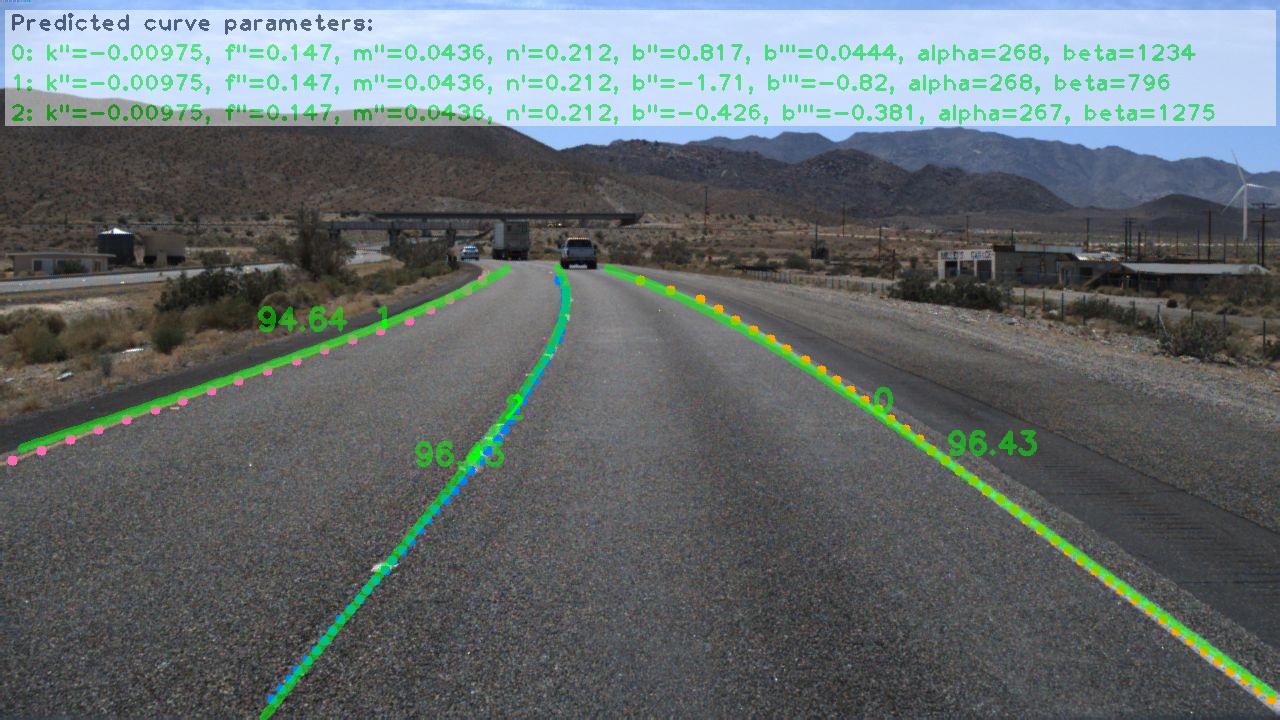 Predicted curve parameters:
0: k''=-0.00975, f''=0.147, m''=0.0436, n'=0.212, b''=0.817, b'''=0.0444, alpha=268, beta=1234
1: k''=-0.00975, f''=0.147, m''=0.0436, n'=0.212, b''=-1.71, b'''=-0.82, alpha=268, beta=796
2: k''=-0.00975, f''=0.147, m''=0.0436, n'=0.212, b''=-0.426, b'''=-0.381, alpha=267, beta=1275
94.64 1
2
0
96.43